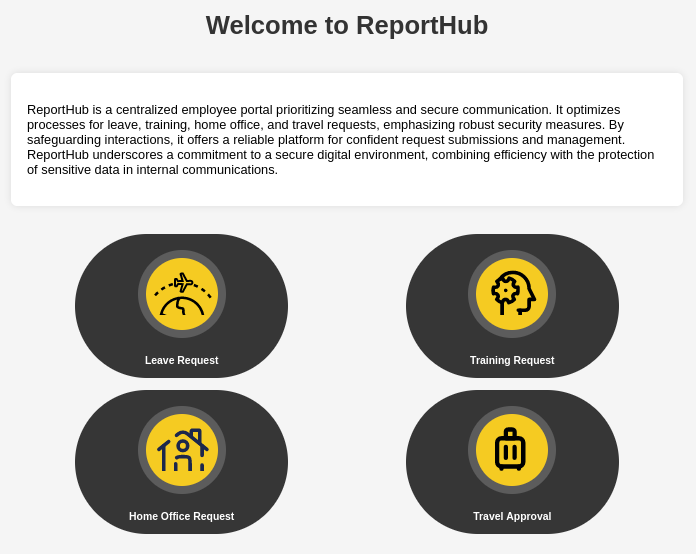 Welcome to ReportHub
ReportHub is a centralized employee portal prioritizing seamless and secure communication. It optimizes
processes for leave, training, home office, and travel requests, emphasizing robust security measures. By
safeguarding interactions, it offers a reliable platform for confident request submissions and management.
ReportHub underscores a commitment to a secure digital environment, combining efficiency with the protection
of sensitive data in internal communications.
Leave Request
Training Request
Home Office Request
Travel Approval